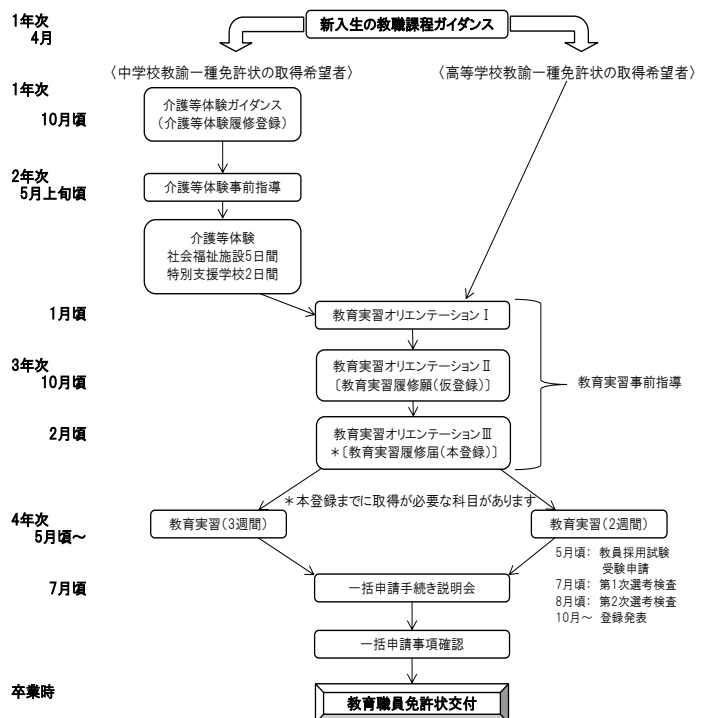 1年次
4月
新入生の教職課程ガイダンス
〈中学校教諭一種免許状の取得希望者〉
〈高等学校教諭一種免許状の取得希望者〉
1年次
10月頃
介護等体験ガイダンス
(介護等体験履修登録)
2年次
5月上旬頃
介護等体験事前指導
介護等体験
社会福祉施設5日間
特別支援学校2日間
1月頃
教育実習オリエンテーションⅠ
3年次
10月頃
教育実習オリエンテーションⅡ
〔教育実習履修願(仮登録)〕
教育実習事前指導
2月頃
教育実習オリエンテーションⅢ
＊〔教育実習履修届(本登録)〕
＊本登録までに取得が必要な科目があります
4年次
5月頃～
教育実習(3週間)
教育実習(2週間)
5月頃： 教員採用試験
受験申請
7月頃： 第1次選考検査
8月頃： 第2次選考検査
10月～ 登録発表
7月頃
一括申請手続き説明会
一括申請事項確認
卒業時
教育職員免許状交付